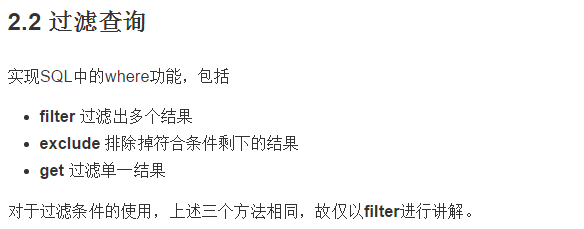 2.2 过滤查询
实现SQL中的where功能，包括
• filter 过滤出多个结果
• exclude 排除掉符合条件剩下的结果
• get 过滤单一结果
对于过滤条件的使用，上述三个方法相同，故仅以filter进行讲解。